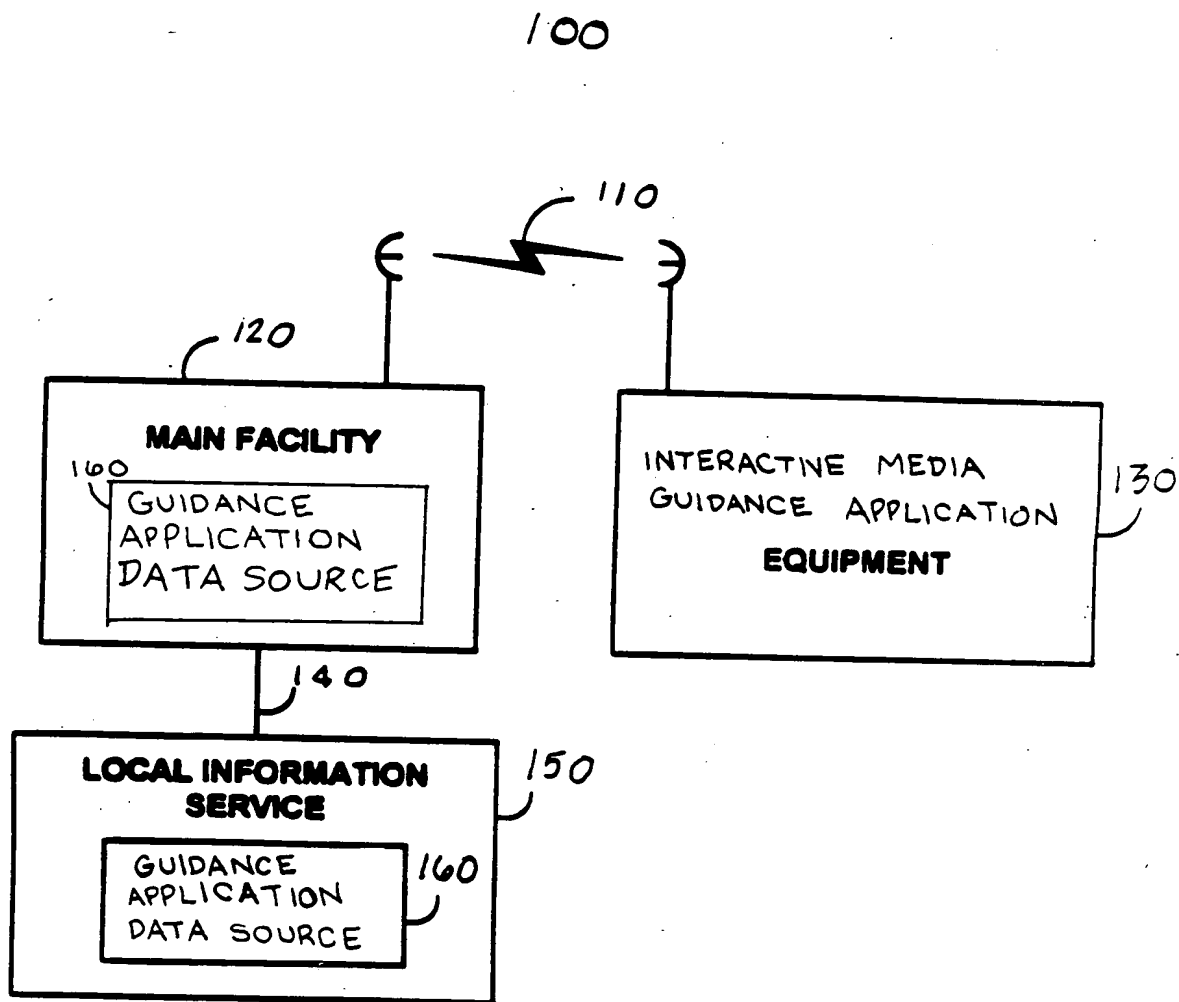 100
110
120
MAIN FACILITY
160
GUIDANCE
APPLICATION
DATA SOURCE
INTERACTIVE MEDIA
GUIDANCE APPLICATION
EQUIPMENT
130
140
LOCAL INFORMATION
SERVICE
150
GUIDANCE
APPLICATION
DATA SOURCE
160